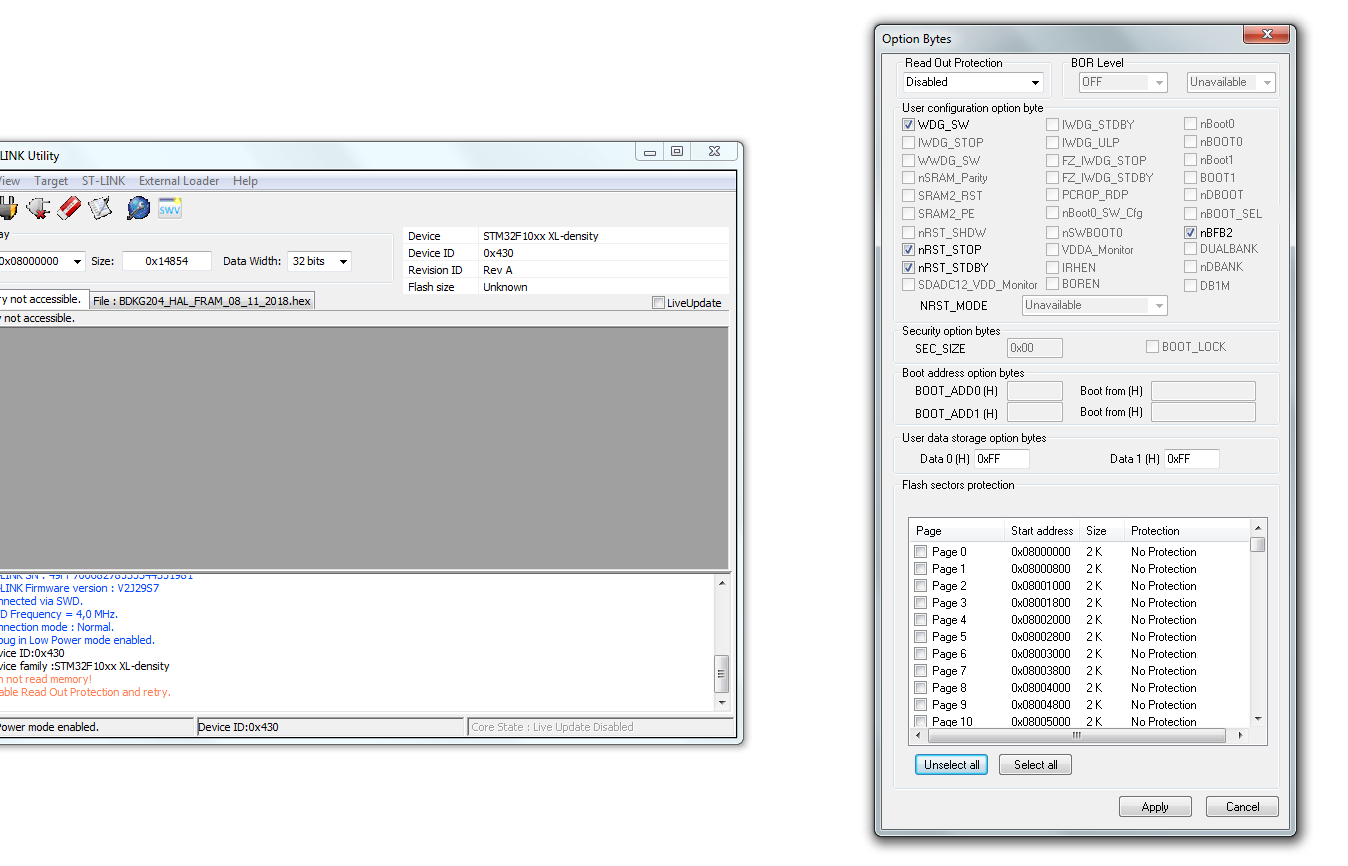 LINK Utility
View Target ST-LINK External Loader Help
SWV
ay
0x08000000 Size: 0x14854 Data Width: 32 bits
Device STM32F10xx XL-density
Device ID 0x430
Revision ID Rev A
Flash size Unknown
LiveUpdate
ry not accessible. File : BDKG204_HAL_FRAM_08_11_2018.hex
y not accessible.
-LINK Firmware version : V2J29S7
nnected via SWD.
D Frequency = 4,0 MHz.
nnection mode : Normal.
bug in Low Power mode enabled.
vice ID:0x430
vice family :STM32F10xx XL-density
n not read memory!
able Read Out Protection and retry.
Power mode enabled. Device ID:0x430 Core State : Live Update Disabled
Option Bytes
Read Out Protection BOR Level
Disabled OFF Unavailable
User configuration option byte
WDG_SW IWDG_STDBY nBoot0
IWDG_STOP IWDG_ULP nBOOT0
WWDG_SW FZ_IWDG_STOP nBoot1
nSRAM_Parity FZ_IWDG_STDBY BOOT1
SRAM2_RST PCROP_RDP nDBOOT
SRAM2_PE nBoot0_SW_Cfg nBOOT_SEL
nRST_SHDW nSWBOOT0 nBFB2
nRST_STOP VDDA_Monitor DUALBANK
nRST_STDBY IRHEN nDBANK
SDADC12_VDD_Monitor BOREN DB1M
NRST_MODE Unavailable
Security option bytes
SEC_SIZE 0x00 BOOT_LOCK
Boot address option bytes
BOOT_ADD0 (H) Boot from (H)
BOOT_ADD1 (H) Boot from (H)
User data storage option bytes
Data 0 (H) 0xFF Data 1 (H) 0xFF
Flash sectors protection
Page Start address Size Protection
Page 0 0x08000000 2 K No Protection
Page 1 0x08000800 2 K No Protection
Page 2 0x08001000 2 K No Protection
Page 3 0x08001800 2 K No Protection
Page 4 0x08002000 2 K No Protection
Page 5 0x08002800 2 K No Protection
Page 6 0x08003000 2 K No Protection
Page 7 0x08003800 2 K No Protection
Page 8 0x08004000 2 K No Protection
Page 9 0x08004800 2 K No Protection
Page 10 0x08005000 2 K No Protection
Unselect all Select all
Apply Cancel